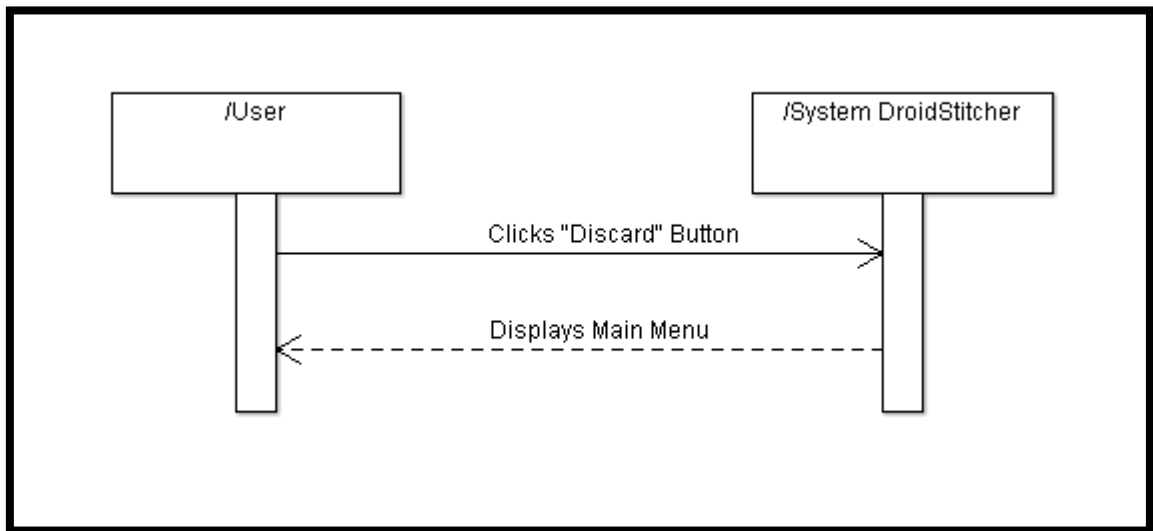 /User
/System DroidStitcher
Clicks "Discard" Button
Displays Main Menu